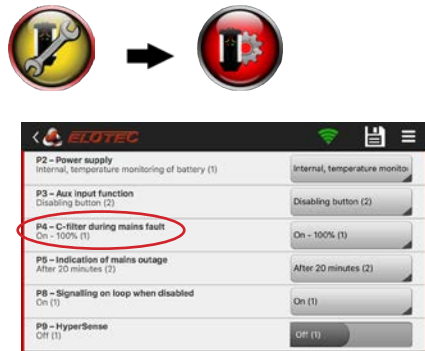 ELOTEC
P2 – Power supply
Internal, temperature monitoring of battery (1)
Internal, temperature monitor
P3 – Aux input function
Disabling button (2)
Disabling button (2)
P4 – C-filter during mains fault
On - 100% (1)
On - 100% (1)
P5 – Indication of mains outage
After 20 minutes (2)
After 20 minutes (2)
P8 – Signalling on loop when disabled
On (1)
On (1)
P9 – HyperSense
Off (1)
Off (1)